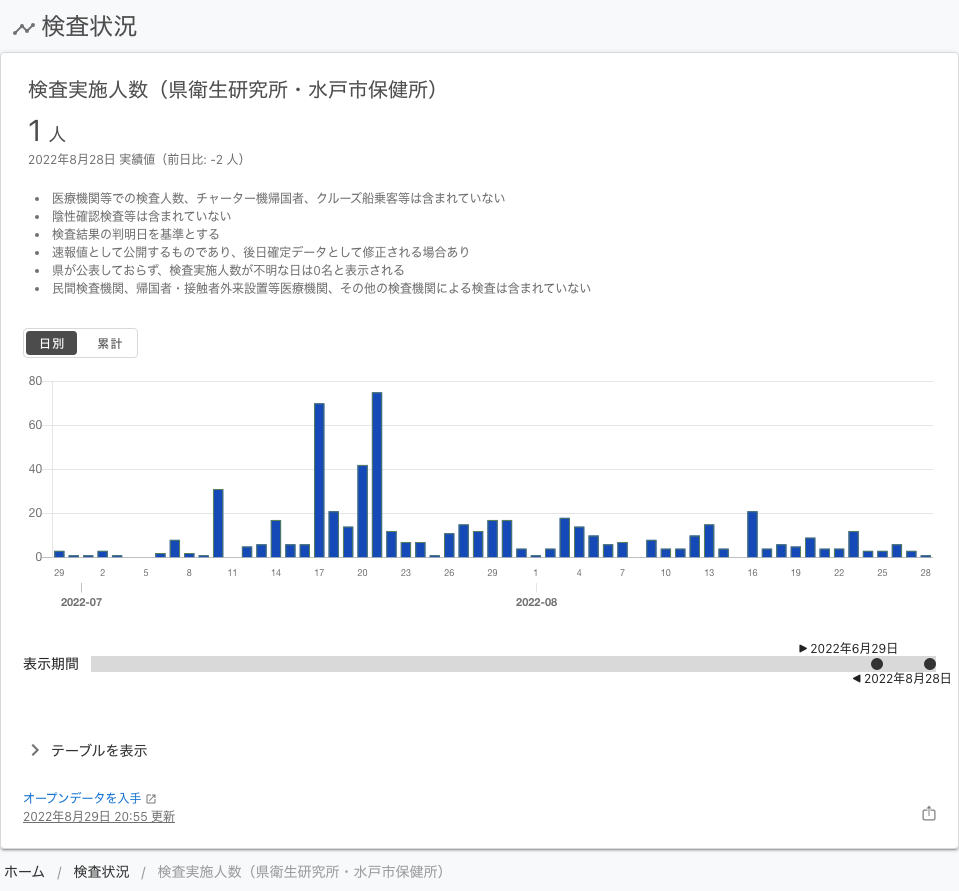 検査状況
検査実施人数（県衛生研究所・水戸市保健所）
1 人
2022年8月28日 実績値（前日比: -2 人）
• 医療機関等での検査人数、チャーター機帰国者、クルーズ船乗客等は含まれていない
• 陰性確認検査等は含まれていない
• 検査結果の判明日を基準とする
• 速報値として公開するものであり、後日確定データとして修正される場合あり
• 県が公表しておらず、検査実施人数が不明な日は0名と表示される
• 民間検査機関、帰国者・接触者外来設置等医療機関、その他の検査機関による検査は含まれていない
日別 累計
80
60
40
20
0
29 2 5 8 11 14 17 20 23 26 29 1 4 7 10 13 16 19 22 25 28
2022-07 2022-08
▶ 2022年6月29日
表示期間
◀ 2022年8月28日
テーブルを表示
オープンデータを入手
2022年8月29日 20:55 更新
ホーム / 検査状況 / 検査実施人数（県衛生研究所・水戸市保健所）